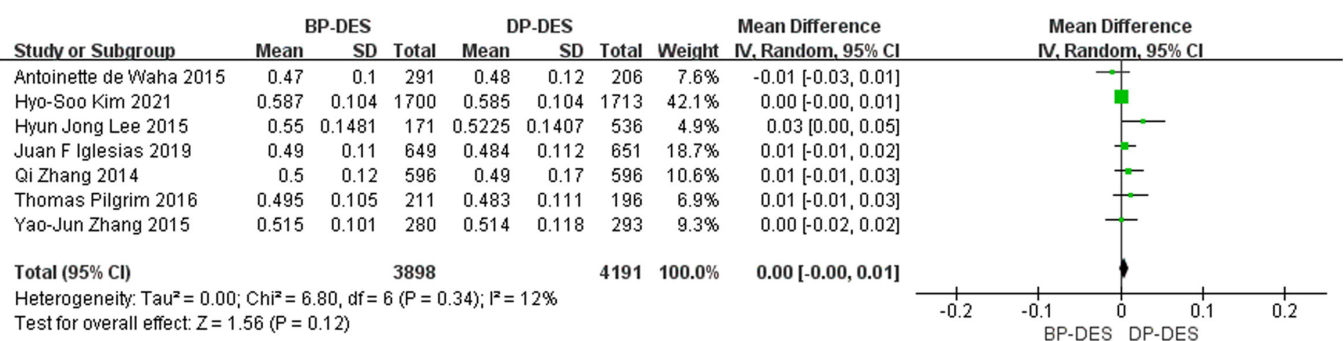 BP-DES DP-DES Mean Difference Mean Difference
Study or Subgroup Mean SD Total Mean SD Total Weight IV, Random, 95% CI IV, Random, 95% CI
Antoinette de Waha 2015 0.47 0.1 291 0.48 0.12 206 7.6% -0.01 [-0.03, 0.01]
Hyo-Soo Kim 2021 0.587 0.104 1700 0.585 0.104 1713 42.1% 0.00 [-0.00, 0.01]
Hyun Jong Lee 2015 0.55 0.1481 171 0.5225 0.1407 536 4.9% 0.03 [0.00, 0.05]
Juan F Iglesias 2019 0.49 0.11 649 0.484 0.112 651 18.7% 0.01 [-0.01, 0.02]
Qi Zhang 2014 0.5 0.12 596 0.49 0.17 596 10.6% 0.01 [-0.01, 0.03]
Thomas Pilgrim 2016 0.495 0.105 211 0.483 0.111 196 6.9% 0.01 [-0.01, 0.03]
Yao-Jun Zhang 2015 0.515 0.101 280 0.514 0.118 293 9.3% 0.00 [-0.02, 0.02]
Total (95% CI) 3898 4191 100.0% 0.00 [-0.00, 0.01]
Heterogeneity: Tau² = 0.00; Chi² = 6.80, df = 6 (P = 0.34); I² = 12%
Test for overall effect: Z = 1.56 (P = 0.12)
-0.2 -0.1 0 0.1 0.2
BP-DES DP-DES